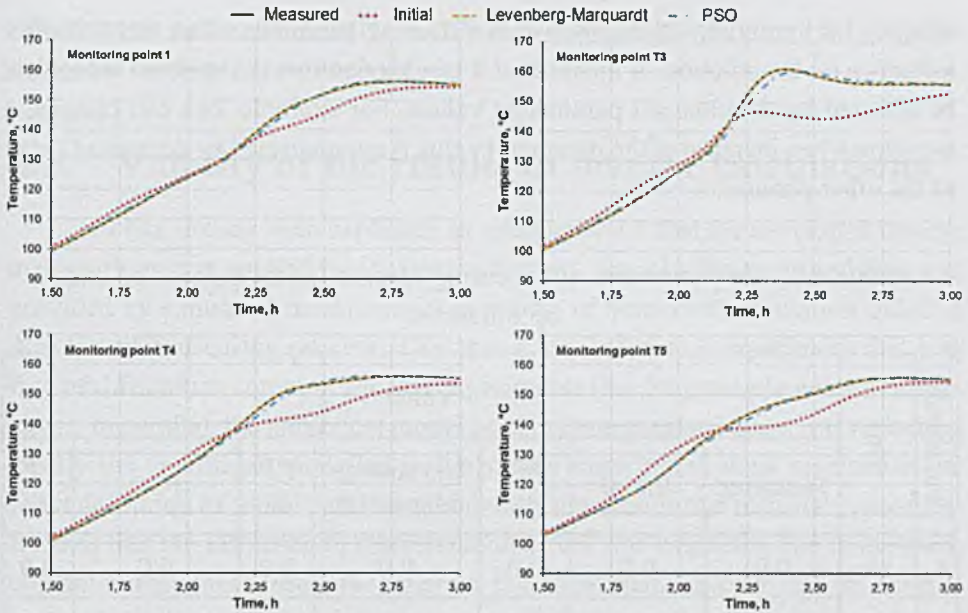 Measured Initial Levenberg-Marquardt PSO
Monitoring point 1
Temperature, °C
170
160
150
140
130
120
110
100
90
1,50 1,75 2,00 2,25 2,50 2,75 3,00
Time, h
Monitoring point T3
Temperature, °C
170
160
150
140
130
120
110
100
90
1,50 1,75 2,00 2,25 2,50 2,75 3,00
Time, h
Monitoring point T4
Temperature, °C
170
160
150
140
130
120
110
100
90
1,50 1,75 2,00 2,25 2,50 2,75 3,00
Time, h
Monitoring point T5
Temperature, °C
170
160
150
140
130
120
110
100
90
1,50 1,75 2,00 2,25 2,50 2,75 3,00
Time, h